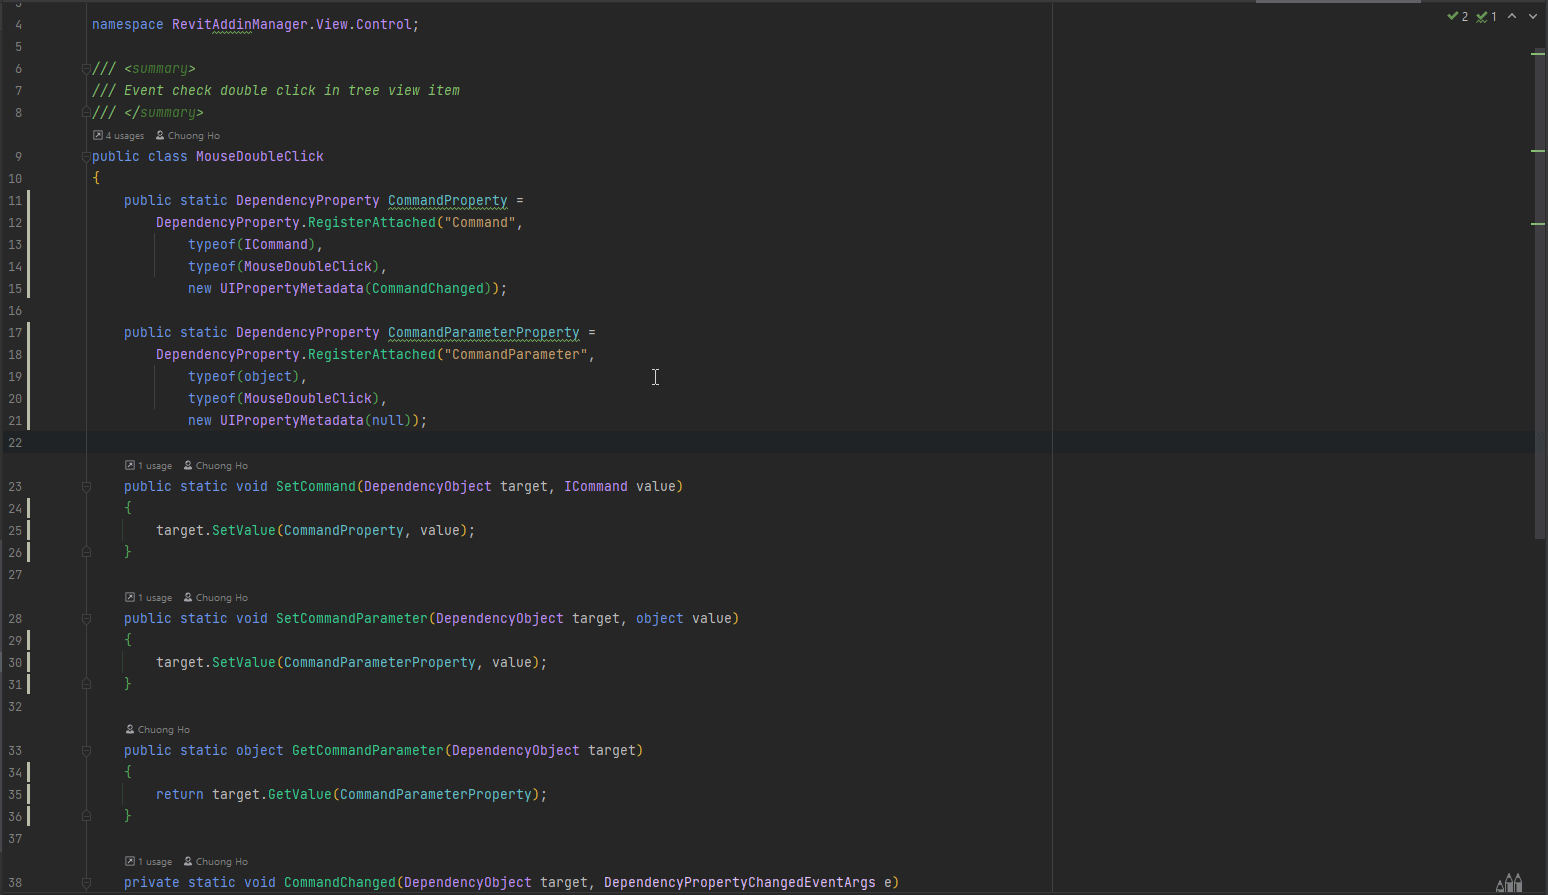 3
4 namespace RevitAddinManager.View.Control;
2 1
5
6 /// <summary>
7 /// Event check double click in tree view item
8 /// </summary>
4 usages Chuong Ho
9 public class MouseDoubleClick
10 {
11 public static DependencyProperty CommandProperty =
12 DependencyProperty.RegisterAttached("Command",
13 typeof(ICommand),
14 typeof(MouseDoubleClick),
15 new UIPropertyMetadata(CommandChanged));
16
17 public static DependencyProperty CommandParameterProperty =
18 DependencyProperty.RegisterAttached("CommandParameter",
19 typeof(object),
20 typeof(MouseDoubleClick),
21 new UIPropertyMetadata(null));
22
1 usage Chuong Ho
23 public static void SetCommand(DependencyObject target, ICommand value)
24 {
25 target.SetValue(CommandProperty, value);
26 }
27
1 usage Chuong Ho
28 public static void SetCommandParameter(DependencyObject target, object value)
29 {
30 target.SetValue(CommandParameterProperty, value);
31 }
32
Chuong Ho
33 public static object GetCommandParameter(DependencyObject target)
34 {
35 return target.GetValue(CommandParameterProperty);
36 }
37
1 usage Chuong Ho
38 private static void CommandChanged(DependencyObject target, DependencyPropertyChangedEventArgs e)